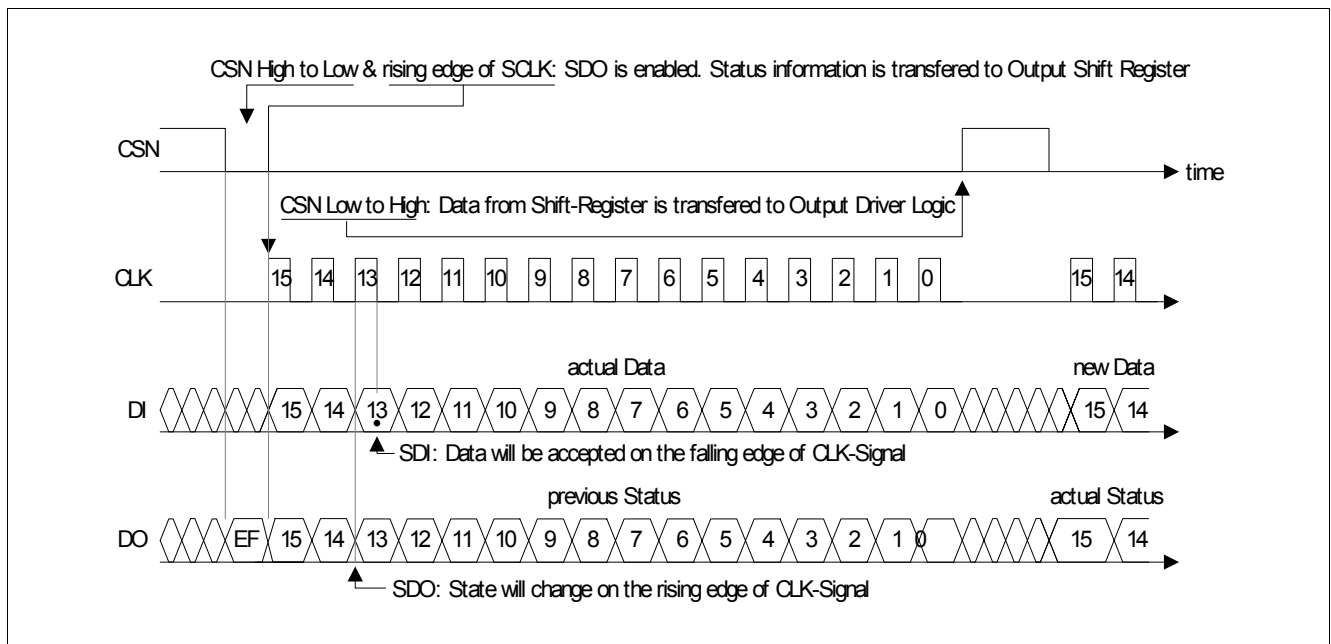 CSN High to Low & rising edge of SCLK: SDO is enabled. Status information is transfered to Output Shift Register
CSN
time
CSN Low to High: Data from Shift-Register is transfered to Output Driver Logic
CLK 15 14 13 12 11 10 9 8 7 6 5 4 3 2 1 0 15 14
actual Data new Data
DI 15 14 13 12 11 10 9 8 7 6 5 4 3 2 1 0 15 14
SDI: Data will be accepted on the falling edge of CLK-Signal
previous Status actual Status
DO EF 15 14 13 12 11 10 9 8 7 6 5 4 3 2 1 0 15 14
SDO: State will change on the rising edge of CLK-Signal